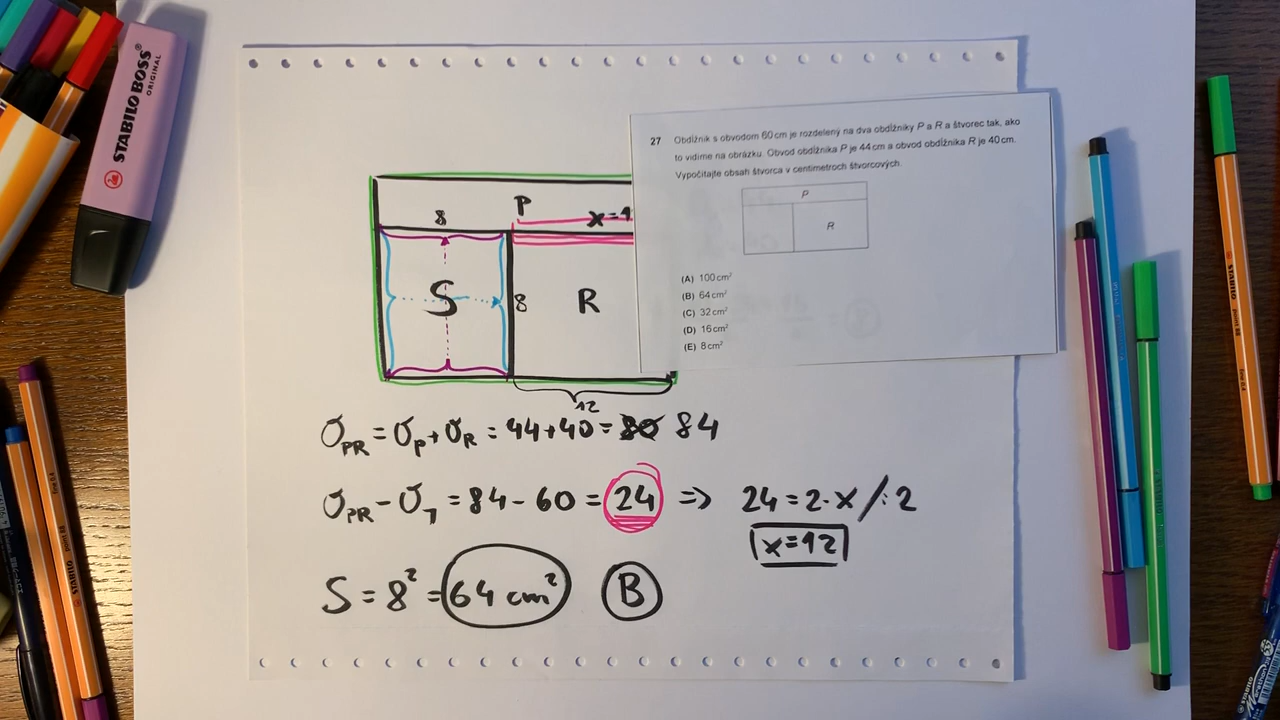 STABILO BOSS
ORIGINAL
27 Obdĺžnik s obvodom 60 cm je rozdelený na dva obdĺžniky P a R a štvorec tak, ako
to vidíme na obrázku. Obvod obdĺžnika P je 44 cm a obvod obdĺžnika R je 40 cm.
Vypočítajte obsah štvorca v centimetroch štvorcových.
P
R
(A) 100 cm²
(B) 64 cm²
(C) 32 cm²
(D) 16 cm²
(E) 8 cm²
8 P x=1
S 8 R
12
O_PR = O_P + O_R = 44+40 = 80 84
O_PR - O_1 = 84 - 60 = 24 => 24 = 2·x /:2
x=12
S = 8² = 64 cm² B
STABILO